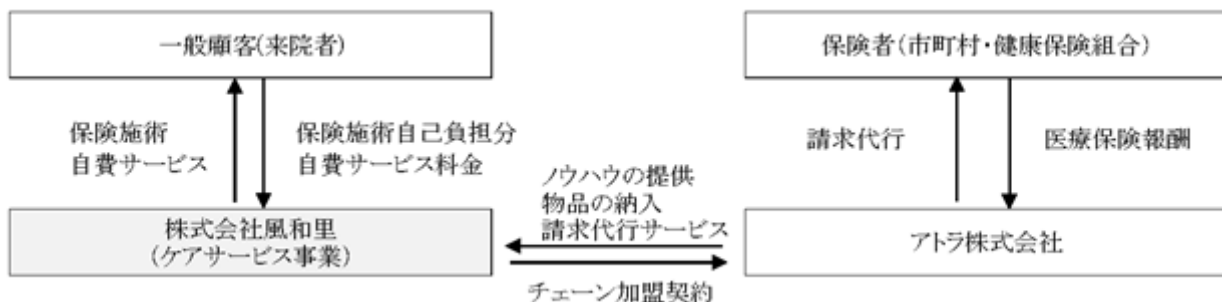 一般顧客(来院者)
保険者(市町村・健康保険組合)
保険施術
自費サービス
保険施術自己負担分
自費サービス料金
請求代行
医療保険報酬
ノウハウの提供
物品の納入
請求代行サービス
株式会社風和里
(ケアサービス事業)
アトラ株式会社
チェーン加盟契約